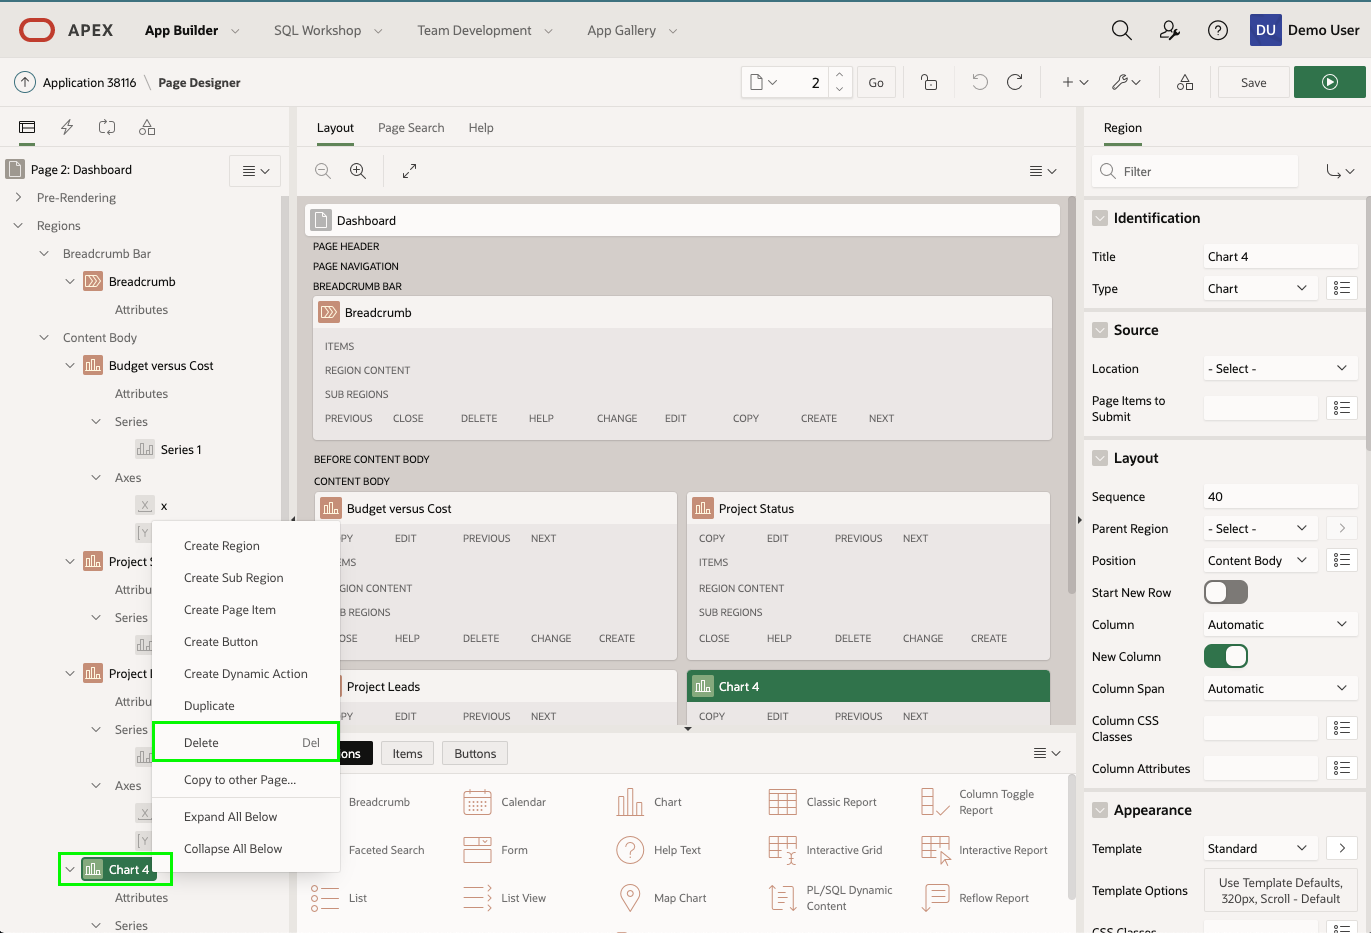 APEX App Builder SQL Workshop Team Development App Gallery DU Demo User
Application 38116 \ Page Designer 2 Go Save
Layout Page Search Help
Region
Page 2: Dashboard
Filter
Pre-Rendering
Regions
Breadcrumb Bar
Breadcrumb
Attributes
Content Body
Budget versus Cost
Attributes
Series
Series 1
Axes
X x
[Y
Project
Series
Project
Series
Axes
X
[Y
Chart 4
Attributes
Series
Create Region
Create Sub Region
Create Page Item
Create Button
Create Dynamic Action
Duplicate
Delete Del
Copy to other Page...
Expand All Below
Collapse All Below
Dashboard
PAGE HEADER
PAGE NAVIGATION
BREADCRUMB BAR
Breadcrumb
ITEMS
REGION CONTENT
SUB REGIONS
PREVIOUS CLOSE DELETE HELP CHANGE EDIT COPY CREATE NEXT
BEFORE CONTENT BODY
CONTENT BODY
Budget versus Cost
EDIT PREVIOUS NEXT
HELP DELETE CHANGE CREATE
Project Status
COPY EDIT PREVIOUS NEXT
ITEMS
REGION CONTENT
SUB REGIONS
CLOSE HELP DELETE CHANGE CREATE
Project Leads
EDIT PREVIOUS NEXT
Chart 4
COPY EDIT PREVIOUS NEXT
Items Buttons
Breadcrumb Calendar Chart Classic Report Column Toggle
Report
Faceted Search Form Help Text Interactive Grid Interactive Report
List List View Map Chart PL/SQL Dynamic
Content
Reflow Report
Identification
Title Chart 4
Type Chart
Source
Location - Select -
Page Items to
Submit
Layout
Sequence 40
Parent Region - Select -
Position Content Body
Start New Row
Column Automatic
New Column
Column Span Automatic
Column CSS
Classes
Column Attributes
Appearance
Template Standard
Template Options Use Template Defaults,
320px, Scroll - Default
CSS Classes